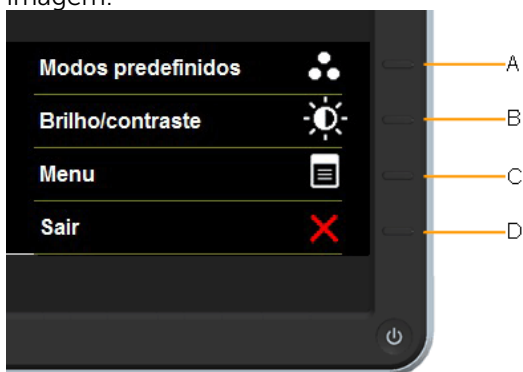 imagem.
Modos predefinidos
A
Brilho/contraste
B
Menu
C
Sair
D